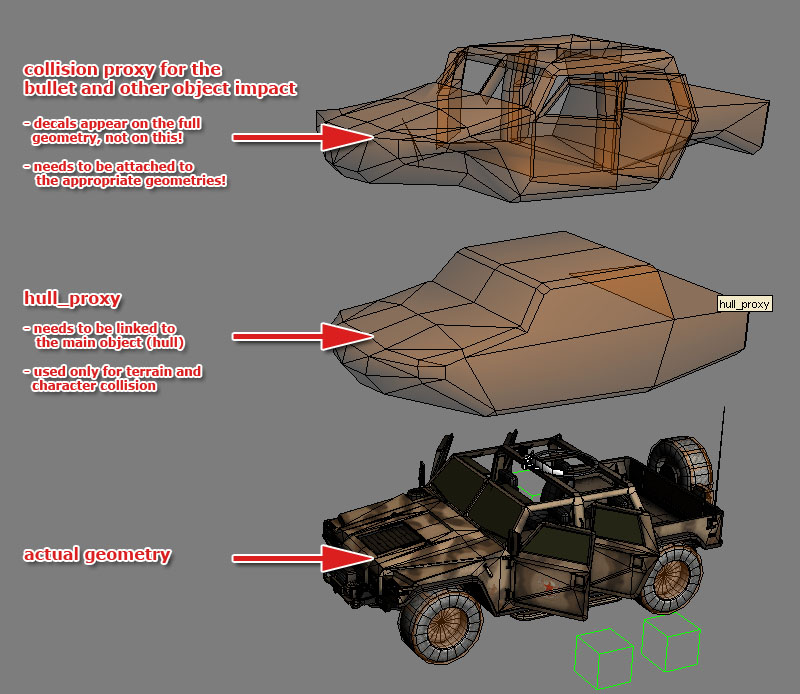 collision proxy for the
bullet and other object impact
- decals appear on the full
geometry, not on this!
- needs to be attached to
the appropriate geometries!
hull_proxy
- needs to be linked to
the main object (hull)
- used only for terrain and
character collision
hull_proxy
actual geometry